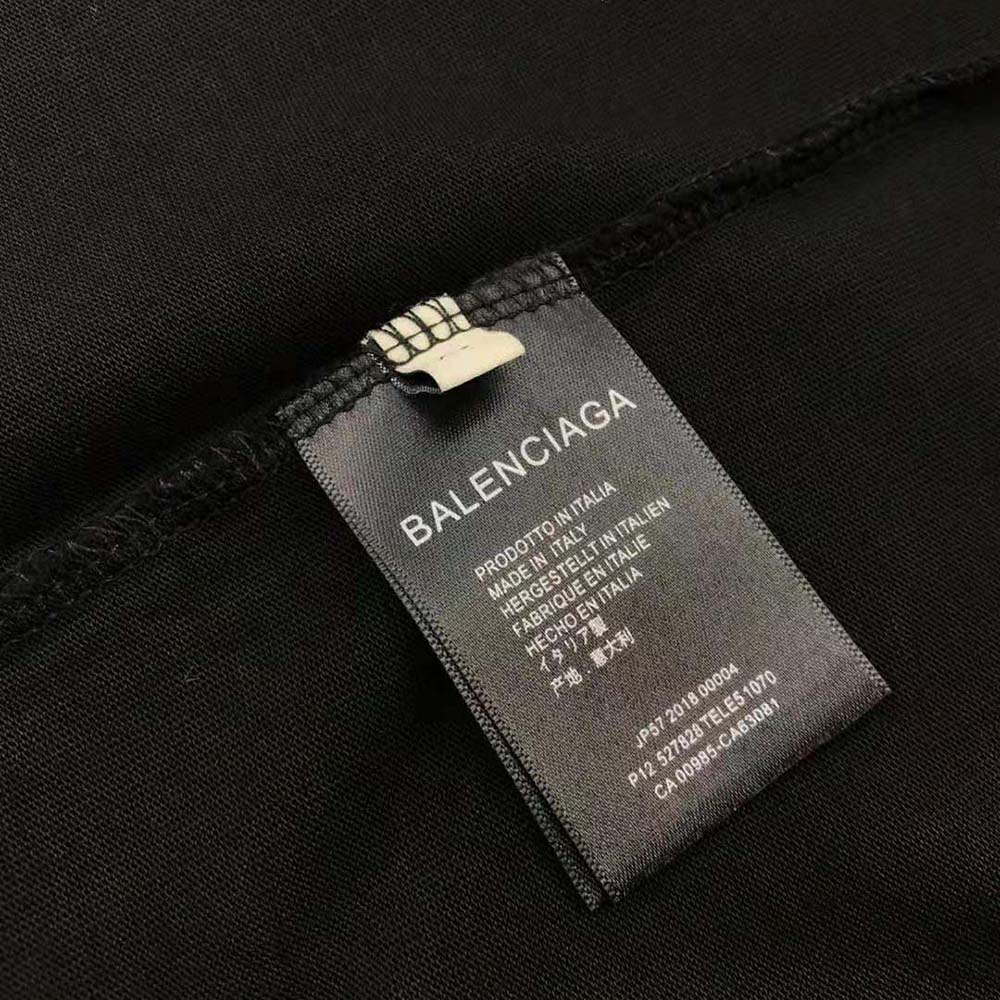 BALENCIAGA
PRODOTTO IN ITALIA
MADE IN ITALY
HERGESTELLT IN ITALIEN
FABRIQUE EN ITALIE
HECHO EN ITALIA
イタリア製
产地．意大利
JP57 2018 00004
P12 527828 TELE5 1070
CA 00985-CA63081